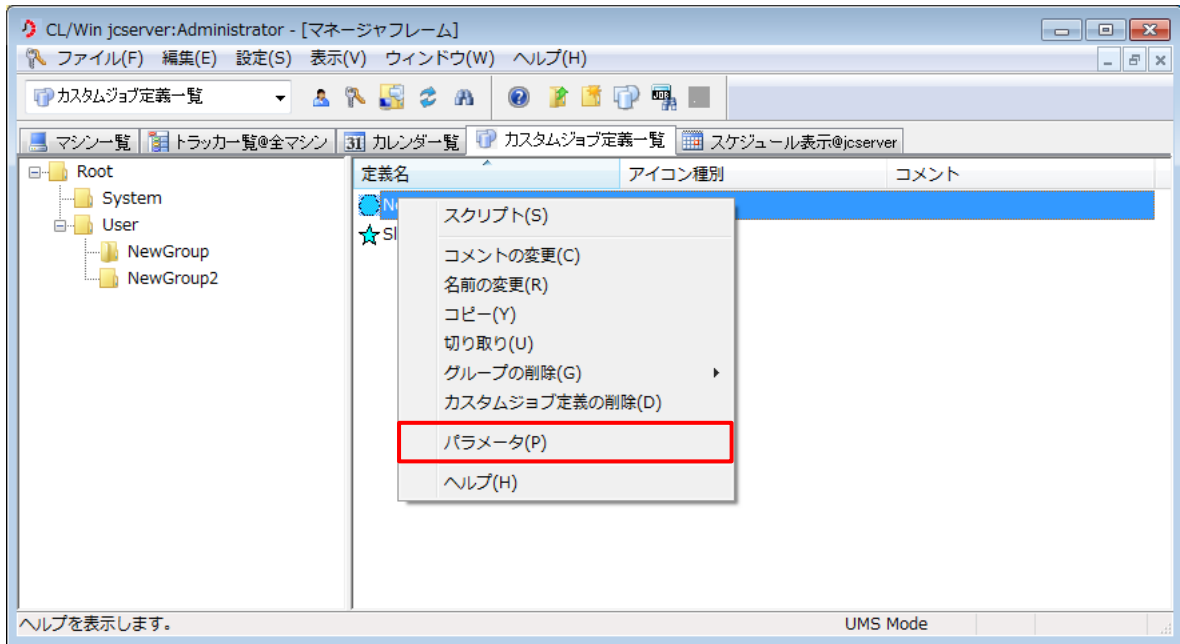 CL/Win jcserver:Administrator - [マネージャフレーム]
ファイル(F) 編集(E) 設定(S) 表示(V) ウィンドウ(W) ヘルプ(H)
カスタムジョブ定義一覧
マシン一覧 トラッカ一覧@全マシン 31 カレンダ一覧 カスタムジョブ定義一覧 スケジュール表示@jcserver
Root
System
User
NewGroup
NewGroup2
定義名 アイコン種別 コメント
スクリプト(S)
コメントの変更(C)
名前の変更(R)
コピー(Y)
切り取り(U)
グループの削除(G)
カスタムジョブ定義の削除(D)
パラメータ(P)
ヘルプ(H)
ヘルプを表示します。 UMS Mode